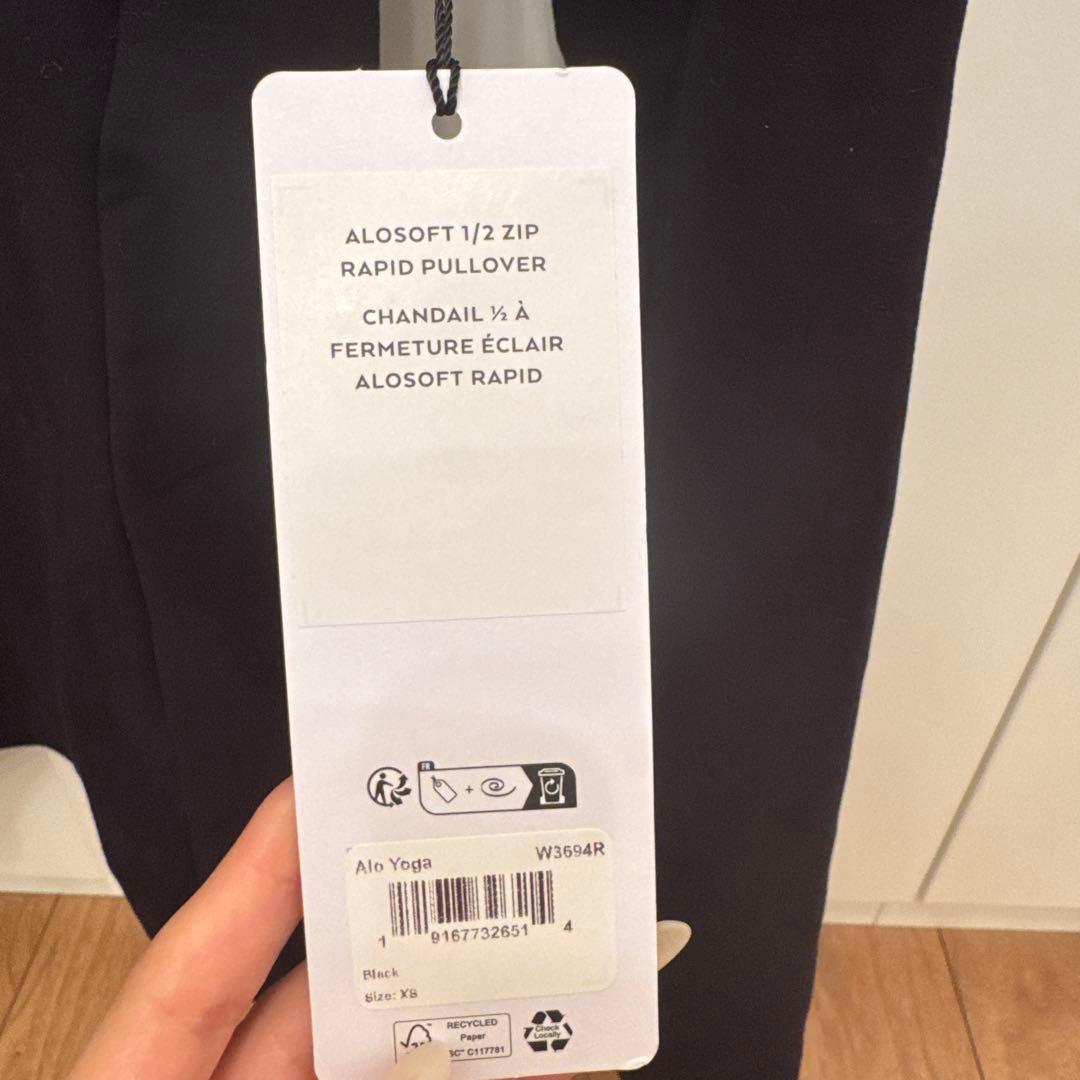 ALOSOFT 1/2 ZIP
RAPID PULLOVER
CHANDAIL ½ À
FERMETURE ÉCLAIR
ALOSOFT RAPID
FR
+
Alo Yoga W3694R
1 9167732651 4
Black
Size: XS
RECYCLED
Paper
C117781
Check
Locally